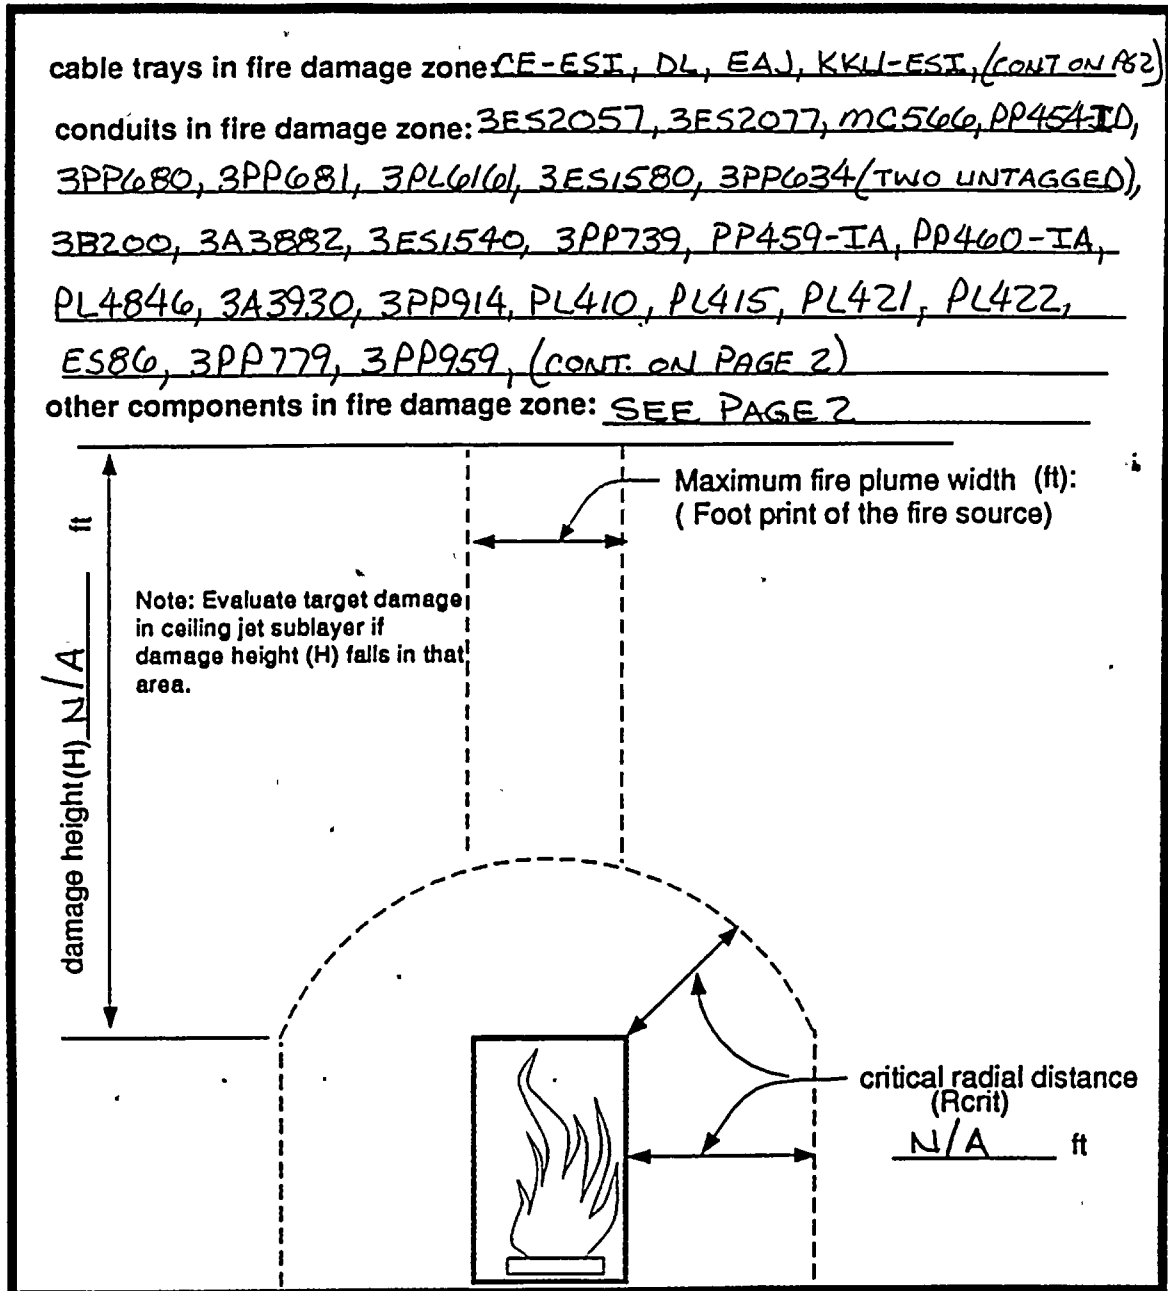 cable trays in fire damage zone: CE-ESI, DL, EAJ, KKU-ESI, (CONT ON PG2)
conduits in fire damage zone: 3ES2057, 3ES2077, MC566, PP454-ID,
3PP680, 3PP681, 3PL6161, 3ES1580, 3PP634 (TWO UNTAGGED),
3B200, 3A3882, 3ES1540, 3PP739, PP459-IA, PP460-IA,
PL4846, 3A3930, 3PP914, PL410, PL415, PL421, PL422,
ES86, 3PP779, 3PP959, (CONT. ON PAGE 2)
other components in fire damage zone: SEE PAGE 2
Maximum fire plume width (ft):
( Foot print of the fire source)
Note: Evaluate target damage
in ceiling jet sublayer if
damage height (H) falls in that
area.
damage height(H) N/A ft
critical radial distance
(Rcrit)
N/A ft